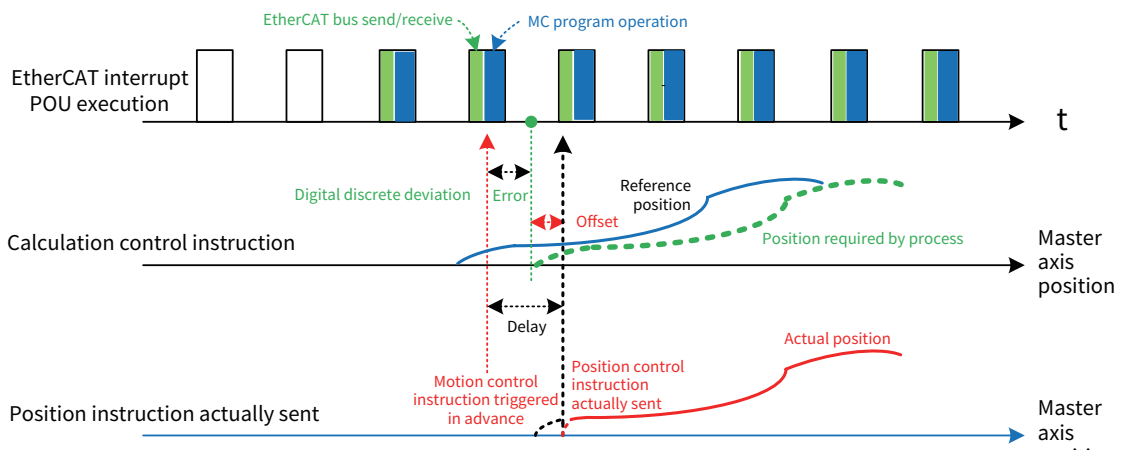 EtherCAT bus send/receive
MC program operation
EtherCAT interrupt
POU execution
t
Digital discrete deviation
Error
Reference
position
Offset
Position required by process
Calculation control instruction
Master
axis
position
Delay
Actual position
Motion control
instruction triggered
in advance
Position control
instruction
actually sent
Position instruction actually sent
Master
axis